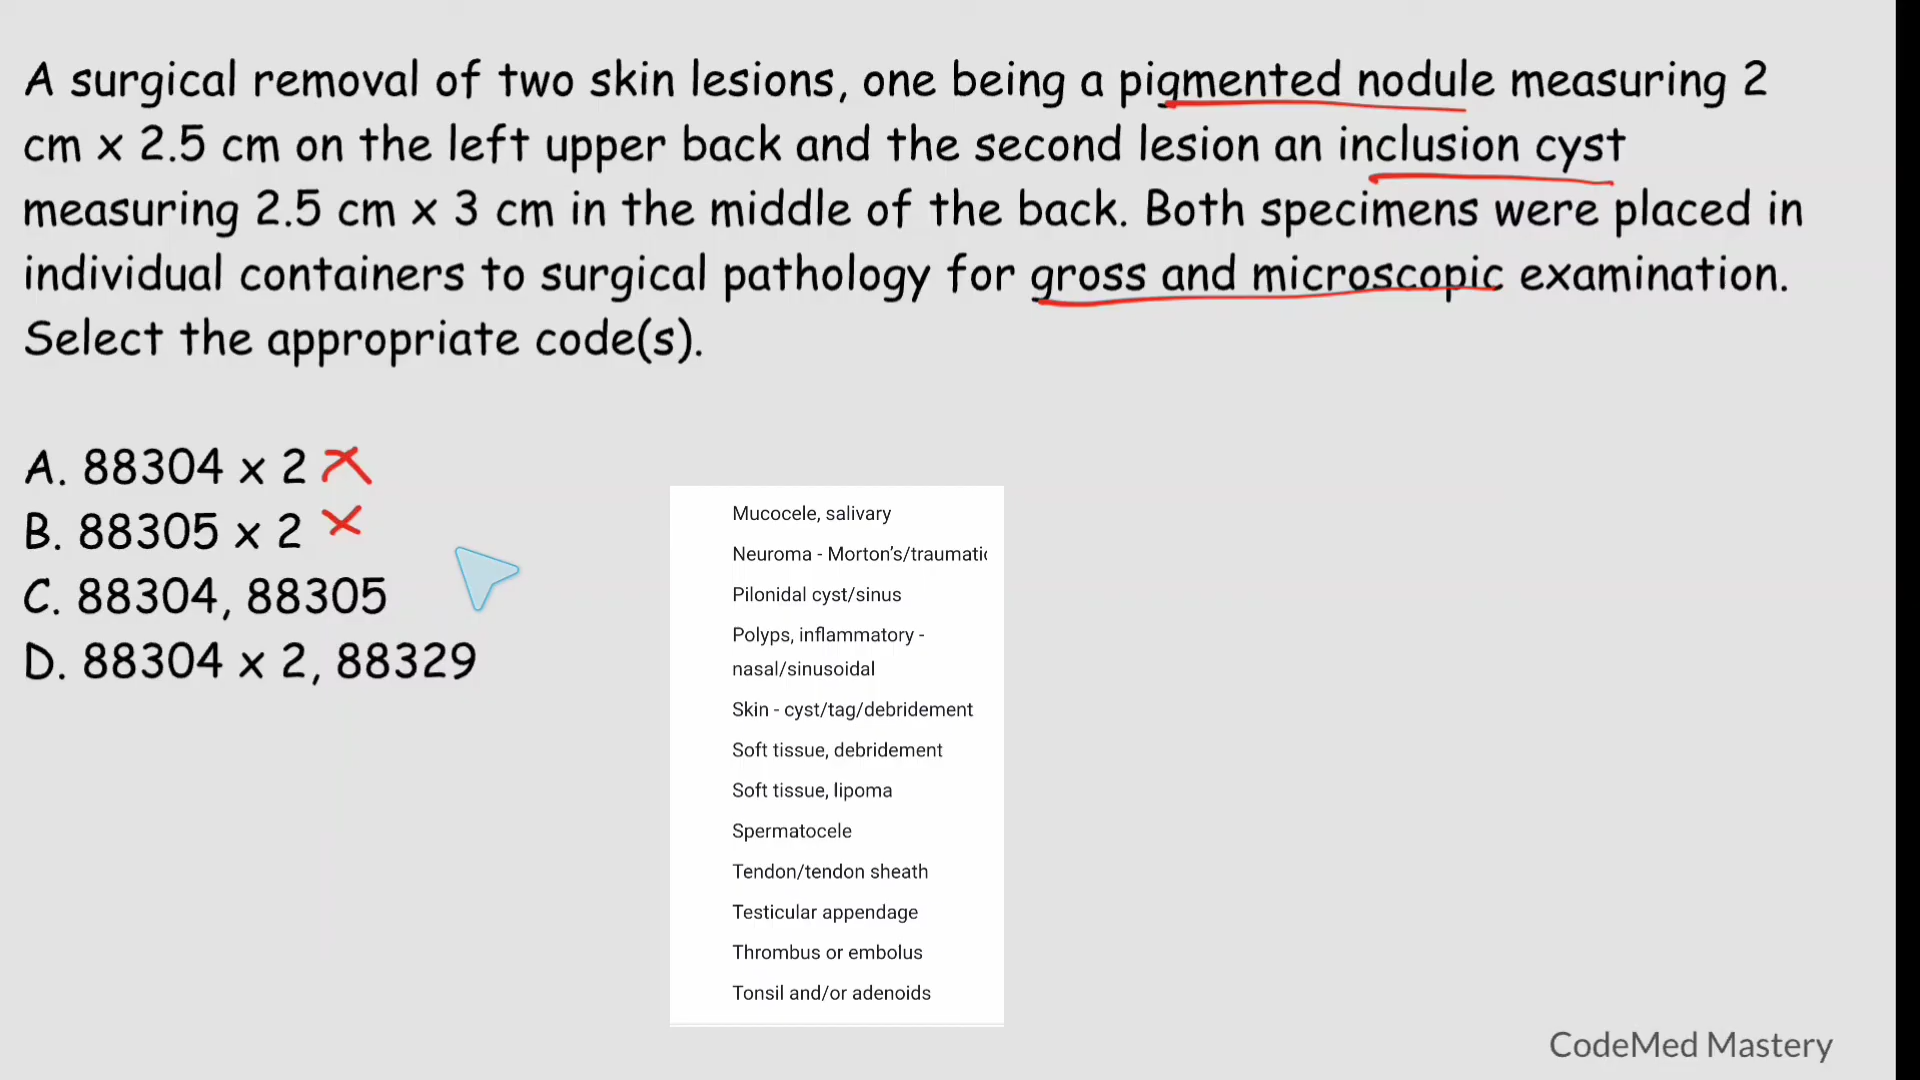 A surgical removal of two skin lesions, one being a pigmented nodule measuring 2
cm x 2.5 cm on the left upper back and the second lesion an inclusion cyst
measuring 2.5 cm x 3 cm in the middle of the back. Both specimens were placed in
individual containers to surgical pathology for gross and microscopic examination.
Select the appropriate code(s).
A. 88304 x 2
B. 88305 x 2
C. 88304, 88305
D. 88304 x 2, 88329
Mucocele, salivary
Neuroma - Morton's/traumatic
Pilonidal cyst/sinus
Polyps, inflammatory -
nasal/sinusoidal
Skin - cyst/tag/debridement
Soft tissue, debridement
Soft tissue, lipoma
Spermatocele
Tendon/tendon sheath
Testicular appendage
Thrombus or embolus
Tonsil and/or adenoids
CodeMed Mastery